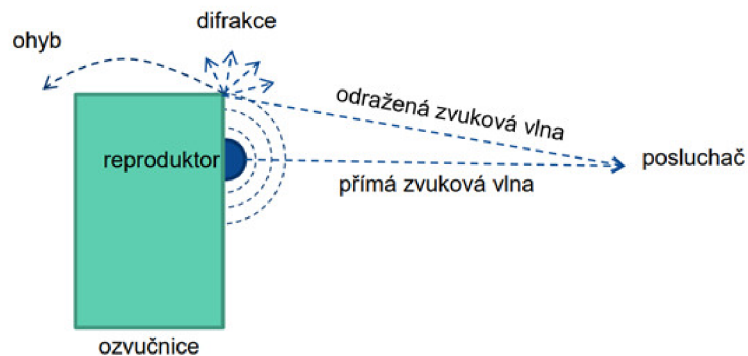 difrakce
ohyb
odražená zvuková vlna
reproduktor
posluchač
přímá zvuková vlna
ozvučnice